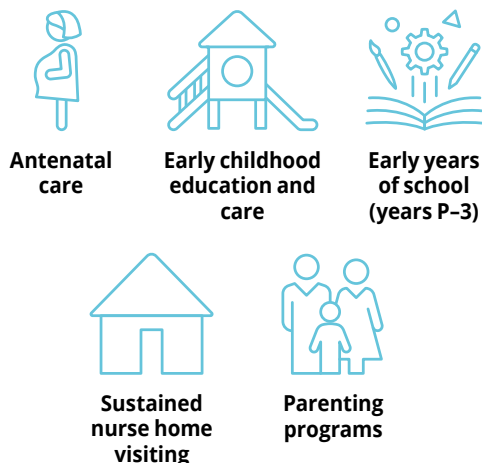 Antenatal
care
Early childhood
education and
care
Early years
of school
(years P–3)
Sustained
nurse home
visiting
Parenting
programs